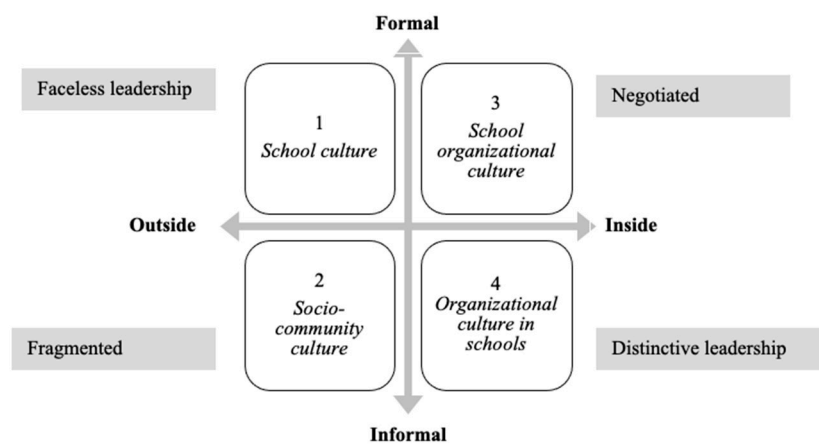 Formal
Faceless leadership
1
School culture
3
School
organizational
culture
Negotiated
Outside
Inside
2
Socio-
community
culture
4
Organizational
culture in
schools
Fragmented
Distinctive leadership
Informal